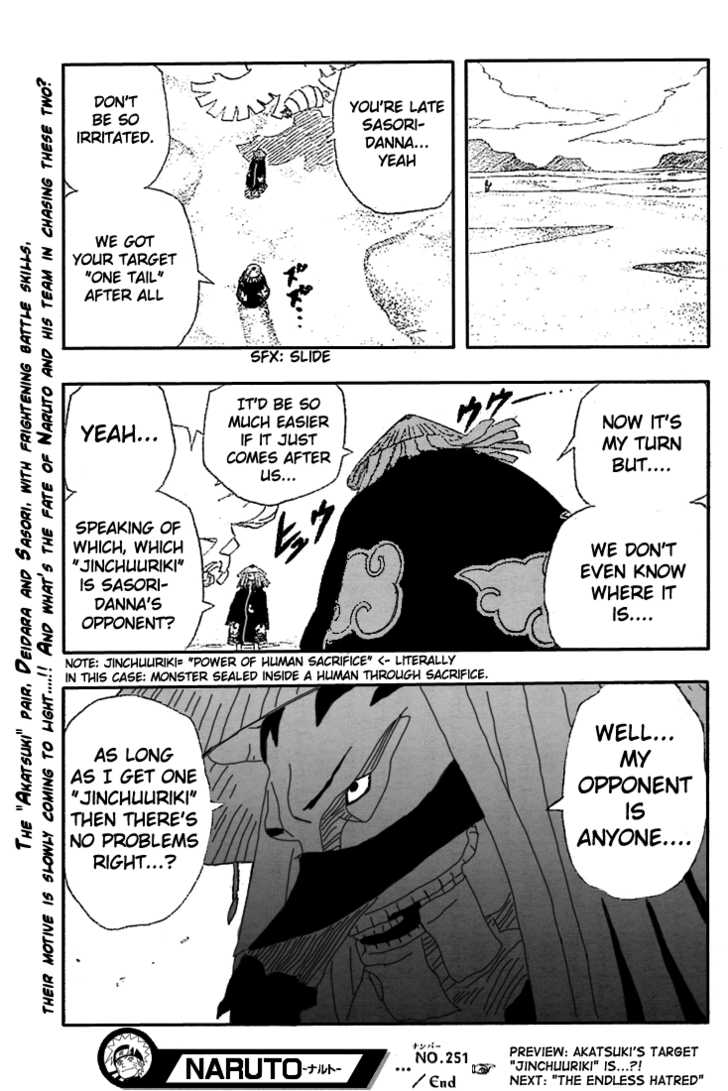 YOU'RE LATE
SASORI-
DANNA...
YEAH
DON'T
BE SO
IRRITATED.
WE GOT
YOUR TARGET
"ONE TAIL"
AFTER ALL
ズズ...
SFX: SLIDE
NOW IT'S
MY TURN
BUT....
WE DON'T
EVEN KNOW
WHERE IT
IS....
ウウ
IT'D BE SO
MUCH EASIER
IF IT JUST
COMES AFTER
US...
ヒュウ
YEAH...
SPEAKING OF
WHICH, WHICH
"JINCHUURIKI"
IS SASORI-
DANNA'S
OPPONENT?
NOTE: JINCHUURIKI= "POWER OF HUMAN SACRIFICE" <- LITERALLY
IN THIS CASE: MONSTER SEALED INSIDE A HUMAN THROUGH SACRIFICE.
WELL...
MY
OPPONENT
IS
ANYONE....
AS LONG
AS I GET ONE
"JINCHUURIKI"
THEN THERE'S
NO PROBLEMS
RIGHT...?
THE "AKATSUKI" PAIR, DEIDARA AND SASORI, WITH FRIGHTENING BATTLE SKILLS.
THEIR MOTIVE IS SLOWLY COMING TO LIGHT....!! AND WHAT'S THE FATE OF NARUTO AND HIS TEAM IN CHASING THESE TWO?
NARUTO-ナルト-
ナンバー
... NO.251
/ End
PREVIEW: AKATSUKI'S TARGET
"JINCHUURIKI" IS...?!
NEXT: "THE ENDLESS HATRED"